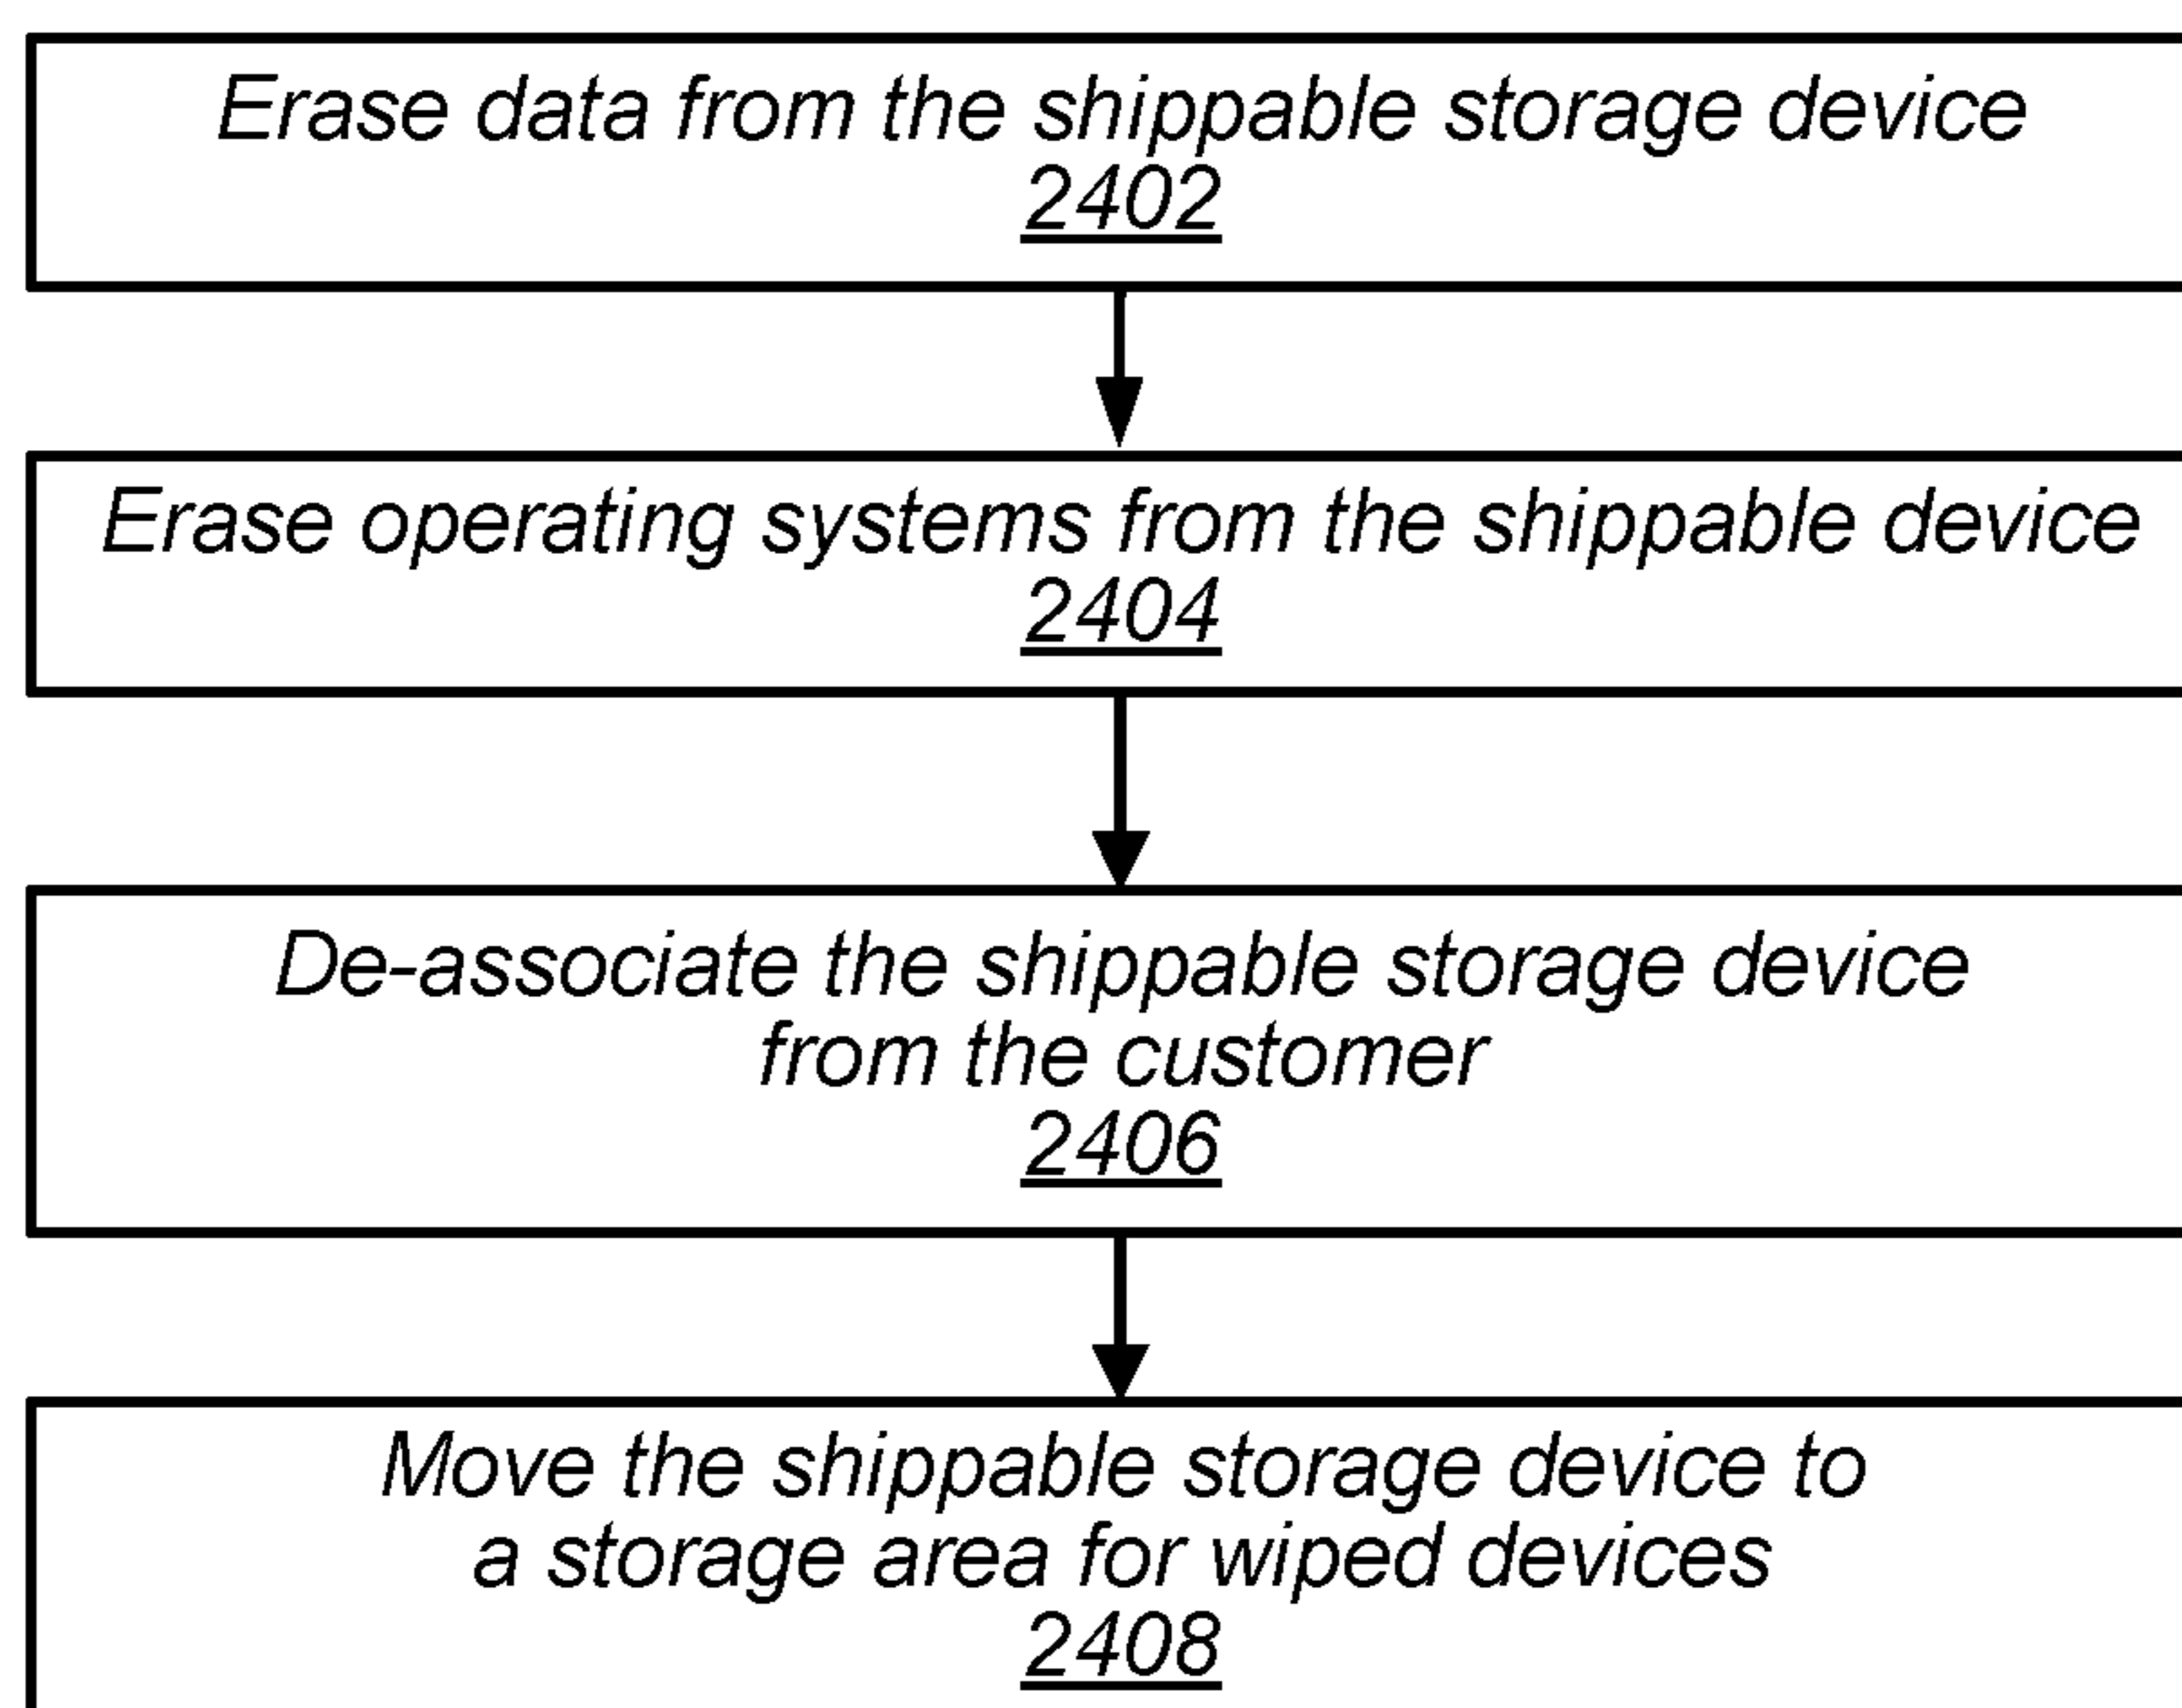 Erase data from the shippable storage device
2402
Erase operating systems from the shippable device
2404
De-associate the shippable storage device
from the customer
2406
Move the shippable storage device to
a storage area for wiped devices
2408